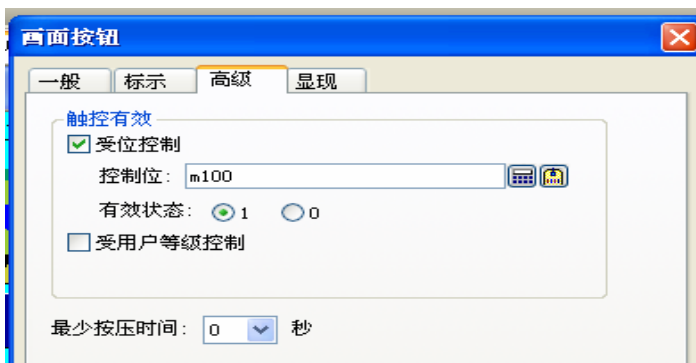 画面按钮
一般 标示 高级 显现
触控有效
受位控制
控制位: m100
有效状态: 1 0
受用户等级控制
最少按压时间: 0 秒